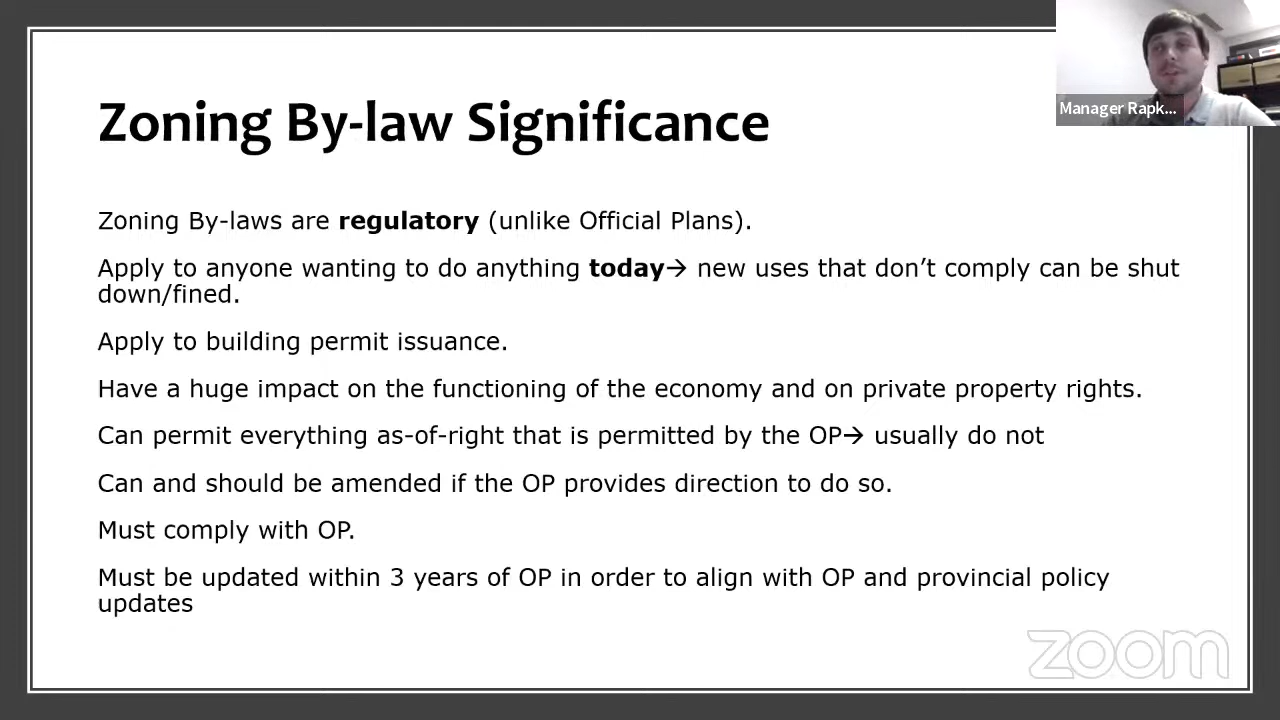 Manager Rapk...
Zoning By-law Significance
Zoning By-laws are regulatory (unlike Official Plans).
Apply to anyone wanting to do anything today→ new uses that don’t comply can be shut
down/fined.
Apply to building permit issuance.
Have a huge impact on the functioning of the economy and on private property rights.
Can permit everything as-of-right that is permitted by the OP→ usually do not
Can and should be amended if the OP provides direction to do so.
Must comply with OP.
Must be updated within 3 years of OP in order to align with OP and provincial policy
updates
zoom